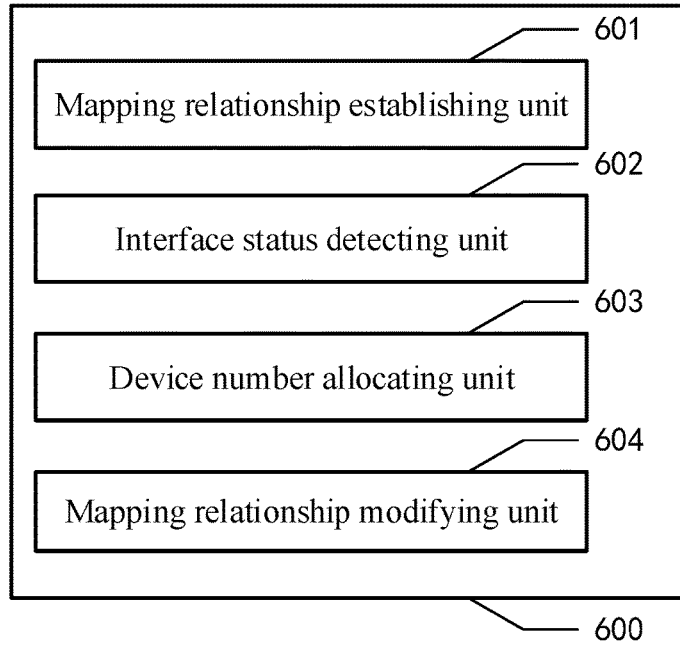 601
Mapping relationship establishing unit
602
Interface status detecting unit
603
Device number allocating unit
604
Mapping relationship modifying unit
600